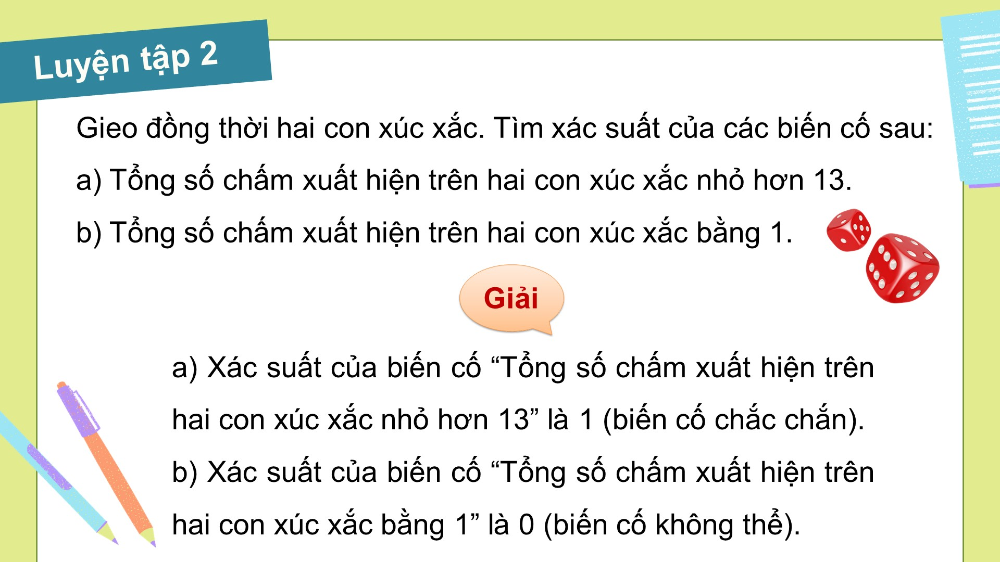 Luyện tập 2
Gieo đồng thời hai con xúc xắc. Tìm xác suất của các biến cố sau:
a) Tổng số chấm xuất hiện trên hai con xúc xắc nhỏ hơn 13.
b) Tổng số chấm xuất hiện trên hai con xúc xắc bằng 1.
Giải
a) Xác suất của biến cố “Tổng số chấm xuất hiện trên
hai con xúc xắc nhỏ hơn 13” là 1 (biến cố chắc chắn).
b) Xác suất của biến cố “Tổng số chấm xuất hiện trên
hai con xúc xắc bằng 1” là 0 (biến cố không thể).